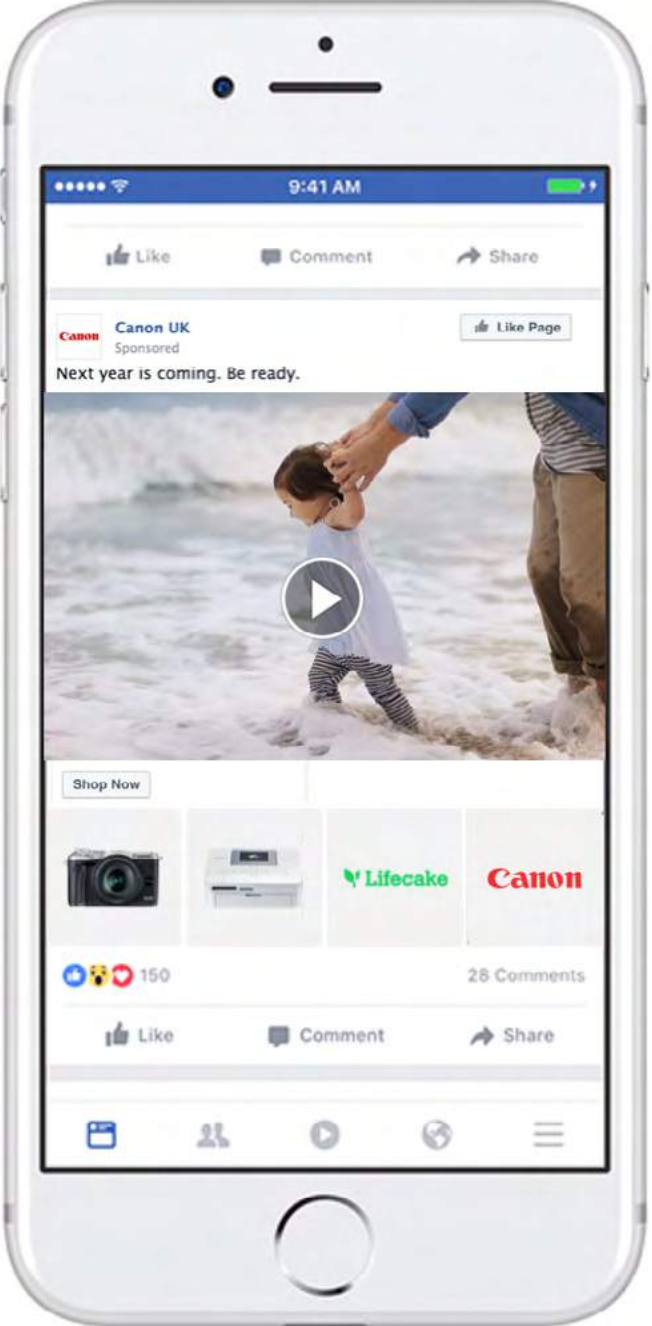 9:41 AM
Like Comment Share
Canon
Canon UK
Like Page
Sponsored
Next year is coming. Be ready.
Shop Now
Lifecake
Canon
150
28 Comments
Like Comment Share